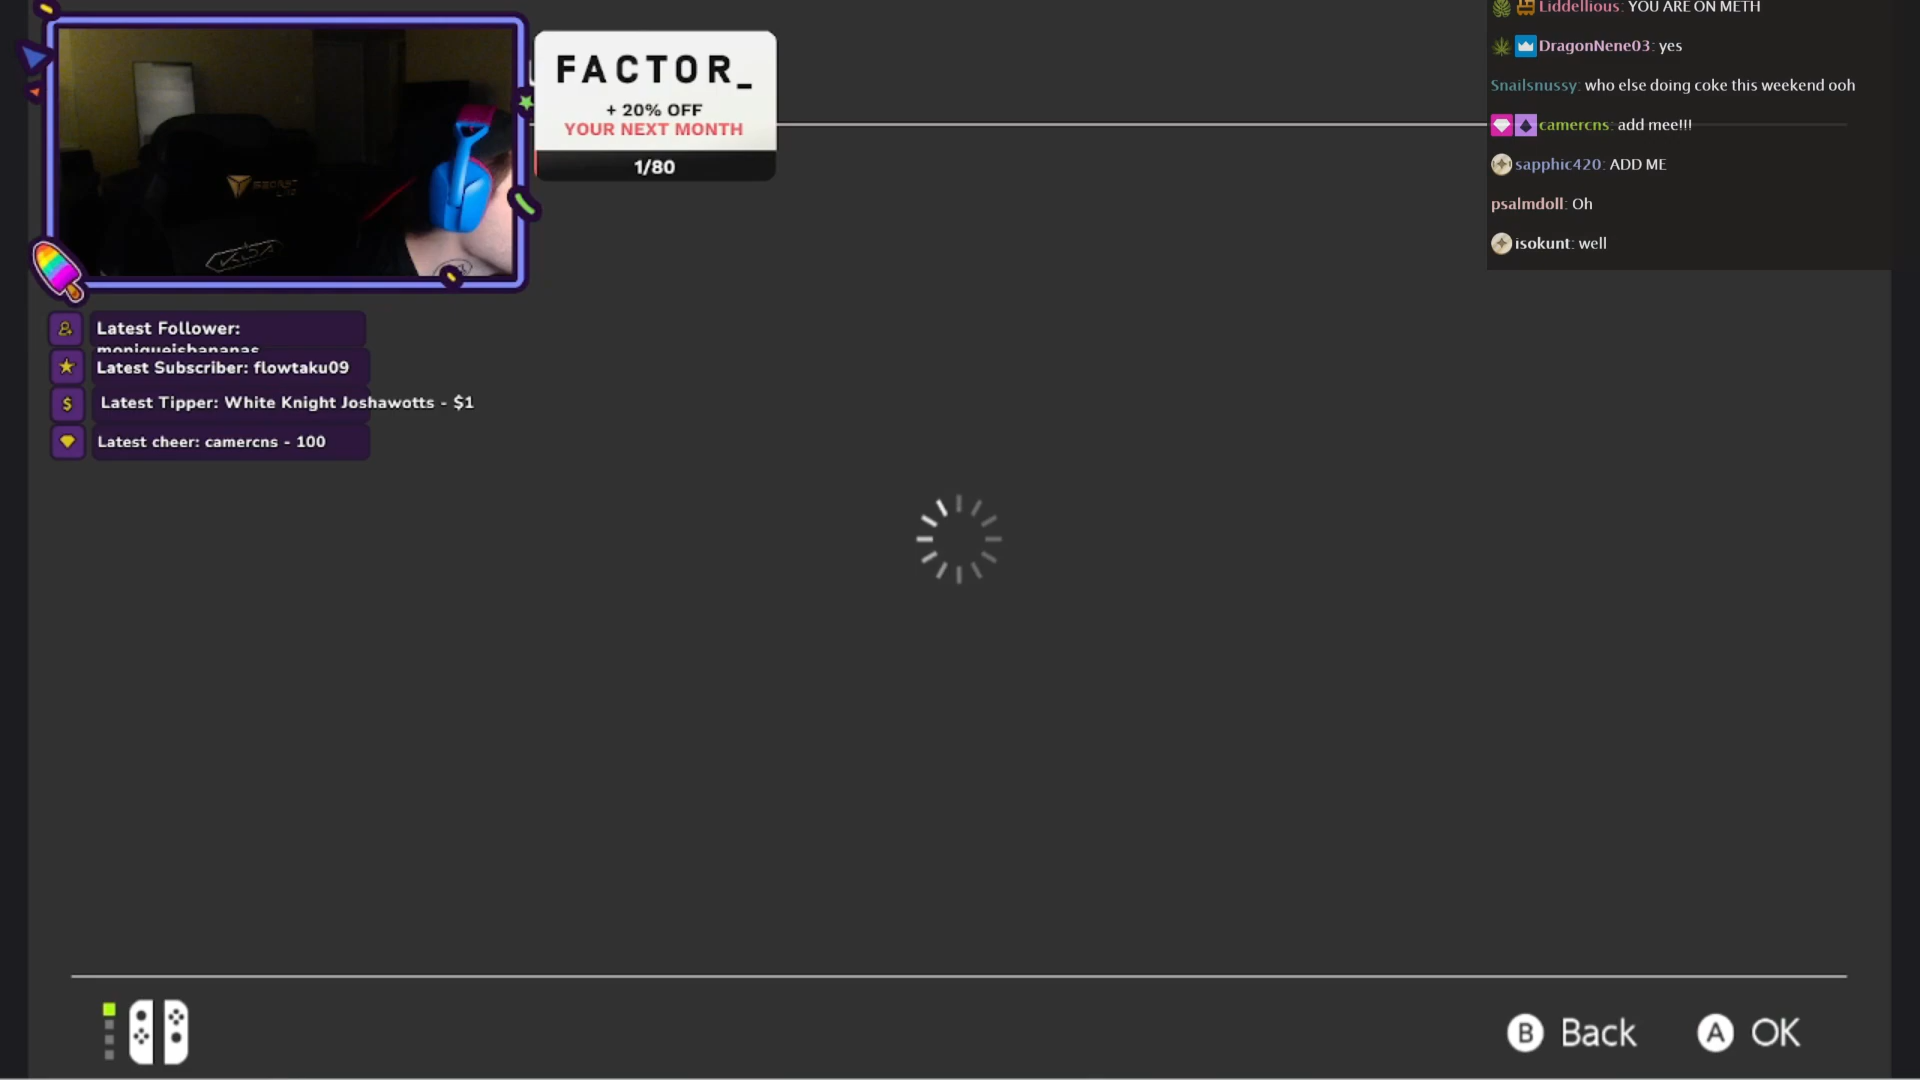 FACTOR_
+ 20% OFF
YOUR NEXT MONTH
1/80
Liddellious: YOU ARE ON METH
DragonNene03: yes
Snailsnussy: who else doing coke this weekend ooh
camercns: add mee!!!
sapphic420: ADD ME
psalmdoll: Oh
isokunt: well
Latest Follower:
moniqueisbananas
Latest Subscriber: flowtaku09
Latest Tipper: White Knight Joshawotts - $1
Latest cheer: camercns - 100
B Back
A OK